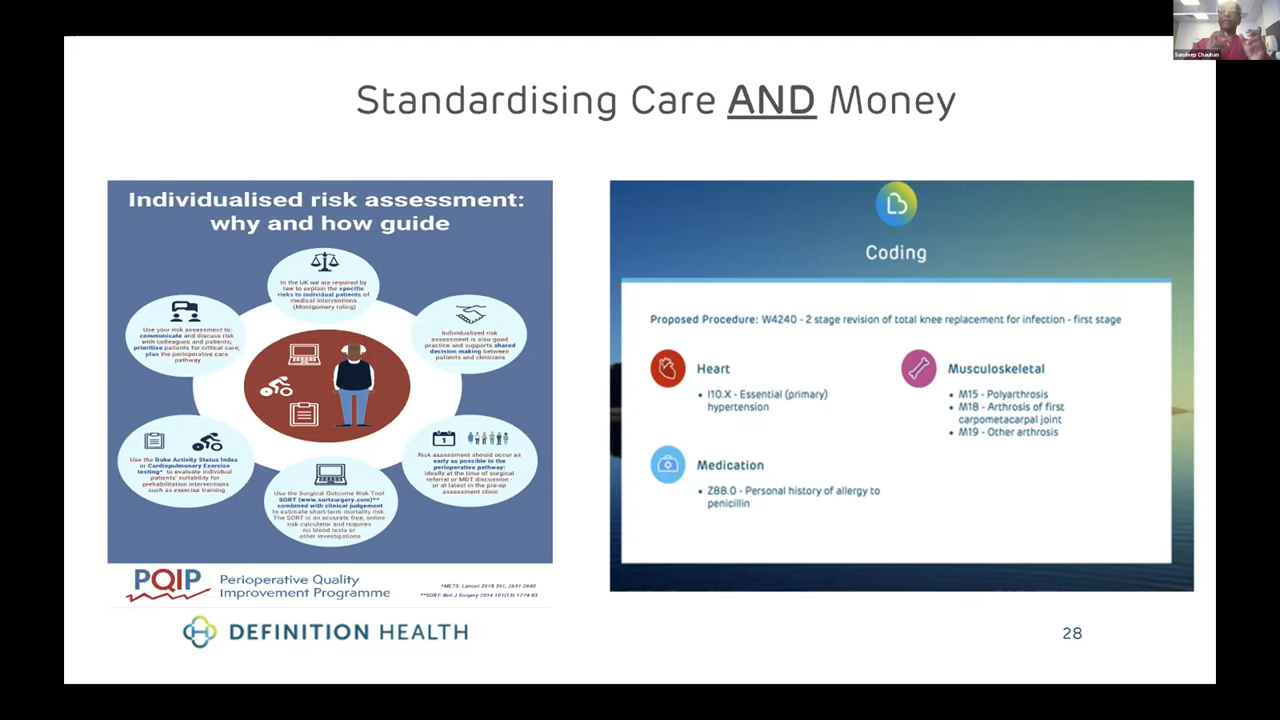 Sandeep Chauhan
Standardising Care AND Money
Individualised risk assessment:
why and how guide
In the UK we are required by
law to explain the specific
risks to individual patients of
medical interventions
(Montgomery ruling)
Use your risk assessment to:
communicate and discuss risk
with colleagues and patients;
prioritise patients for critical care;
plan the perioperative care
pathway
Individualised risk
assessment is also good
practice and supports shared
decision making between
patients and clinicians
Use the Duke Activity Status Index
or Cardiopulmonary Exercise
testing* to evaluate individual
patients' suitability for
prehabilitation interventions
such as exercise training
Use the Surgical Outcome Risk Tool
SORT (www.sortsurgery.com)**
combined with clinical judgement
to estimate short-term mortality risk.
The SORT is an accurate free, online
risk calculator and requires
no blood tests or
other investigations
1
Risk assessment should occur as
early as possible in the
perioperative pathway:
ideally at the time of surgical
referral or MDT discussion -
or at latest in the pre-op
assessment clinic
PQIP
Perioperative Quality
Improvement Programme
*METS: Lancet 2018 391, 2631-2640
**SORT: Brit J Surgery 2014 101(13) 1774-83
Coding
Proposed Procedure: W4240 - 2 stage revision of total knee replacement for infection - first stage
Heart
• I10.X - Essential (primary)
hypertension
Musculoskeletal
• M15 - Polyarthrosis
• M18 - Arthrosis of first
carpometacarpal joint
• M19 - Other arthrosis
Medication
• Z88.0 - Personal history of allergy to
penicillin
DEFINITION HEALTH
28